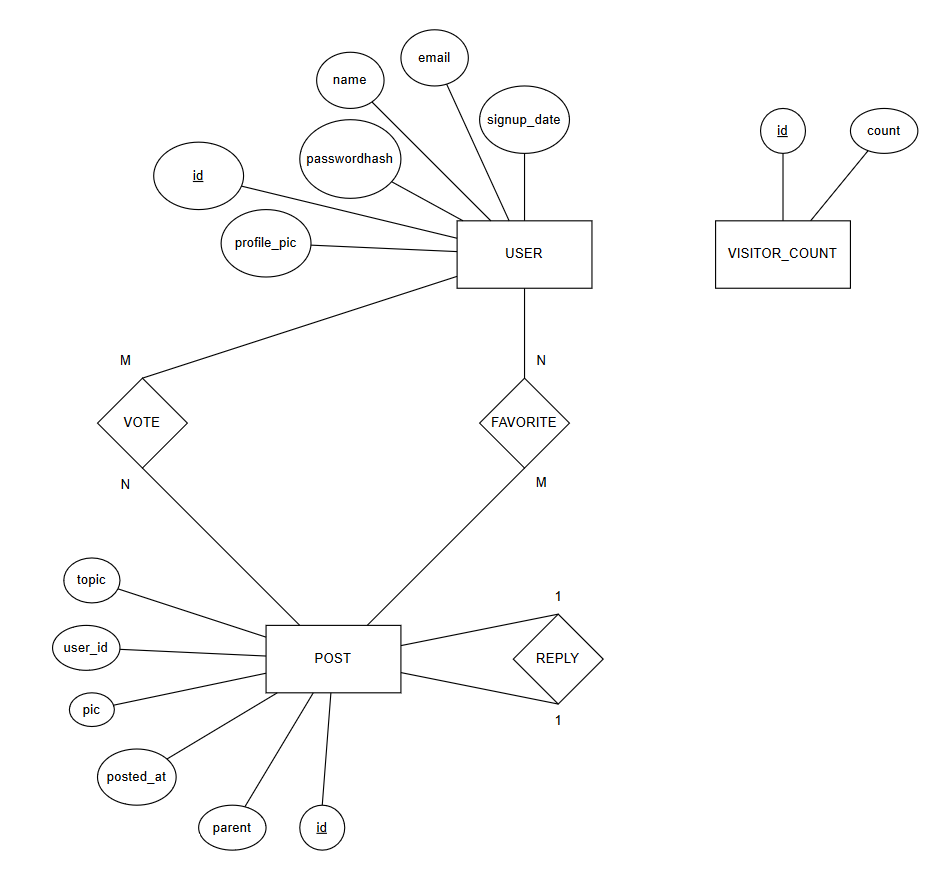 email
name
signup_date
id
count
passwordhash
id
profile_pic
USER
VISITOR_COUNT
M
N
VOTE
FAVORITE
N
M
topic
1
user_id
POST
REPLY
pic
1
posted_at
parent
id